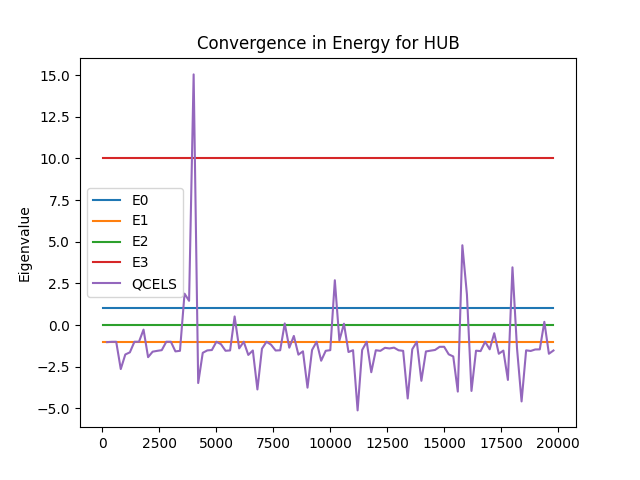 Convergence in Energy for HUB
15.0
12.5
10.0
7.5
5.0
2.5
0.0
−2.5
−5.0
Eigenvalue
E0
E1
E2
E3
QCELS
0 2500 5000 7500 10000 12500 15000 17500 20000